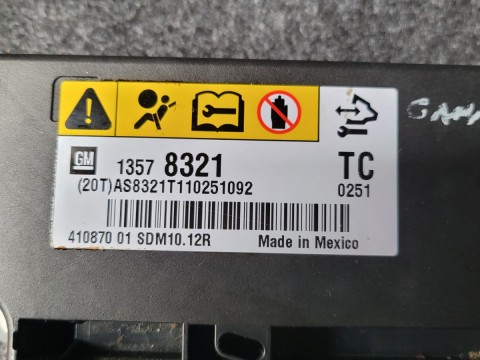 GM 1357 8321 TC
(20T)AS8321T110251092 0251
410870 01 SDM10.12R Made in Mexico